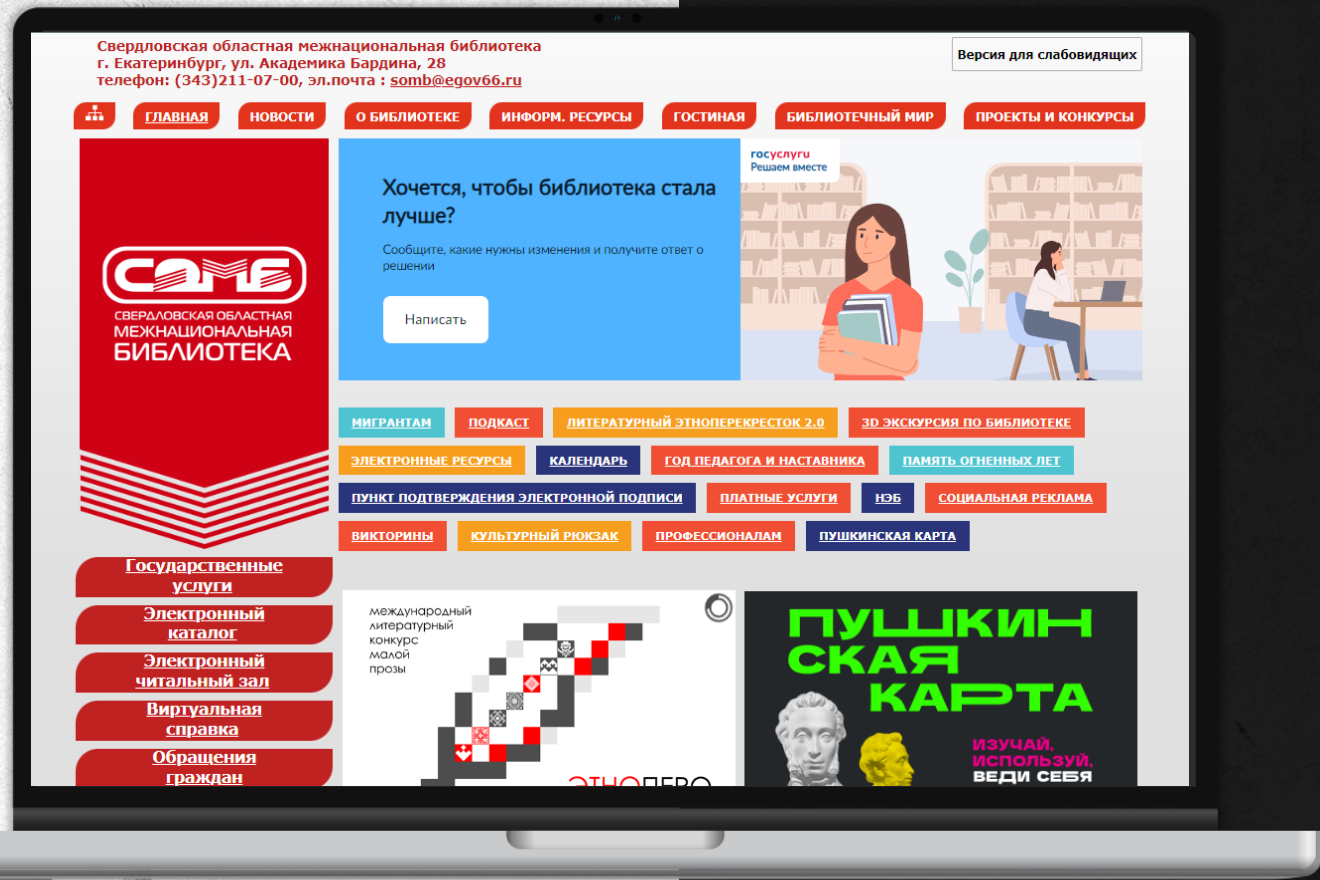 Свердловская областная межнациональная библиотека
г. Екатеринбург, ул. Академика Бардина, 28
телефон: (343)211-07-00, эл.почта : somb@egov66.ru
Версия для слабовидящих
ГЛАВНАЯ
НОВОСТИ
О БИБЛИОТЕКЕ
ИНФОРМ. РЕСУРСЫ
ГОСТИНАЯ
БИБЛИОТЕЧНЫЙ МИР
ПРОЕКТЫ И КОНКУРСЫ
СОМБ
СВЕРДЛОВСКАЯ ОБЛАСТНАЯ
МЕЖНАЦИОНАЛЬНАЯ
БИБЛИОТЕКА
Хочется, чтобы библиотека стала
лучше?
Сообщите, какие нужны изменения и получите ответ о
решении
Написать
госуслуги
Решаем вместе
МИГРАНТАМ
ПОДКАСТ
ЛИТЕРАТУРНЫЙ ЭТНОПЕРЕКРЕСТОК 2.0
3D ЭКСКУРСИЯ ПО БИБЛИОТЕКЕ
ЭЛЕКТРОННЫЕ РЕСУРСЫ
КАЛЕНДАРЬ
ГОД ПЕДАГОГА И НАСТАВНИКА
ПАМЯТЬ ОГНЕННЫХ ЛЕТ
ПУНКТ ПОДТВЕРЖДЕНИЯ ЭЛЕКТРОННОЙ ПОДПИСИ
ПЛАТНЫЕ УСЛУГИ
НЭБ
СОЦИАЛЬНАЯ РЕКЛАМА
ВИКТОРИНЫ
КУЛЬТУРНЫЙ РЮКЗАК
ПРОФЕССИОНАЛАМ
ПУШКИНСКАЯ КАРТА
Государственные
услуги
Электронный
каталог
Электронный
читальный зал
Виртуальная
справка
Обращения
граждан
международный
литературный
конкурс
малой
прозы
ЭТНОПЕРО
ПУШКИН
СКАЯ
КАРТА
ИЗУЧАЙ,
ИСПОЛЬЗУЙ,
ВЕДИ СЕБЯ